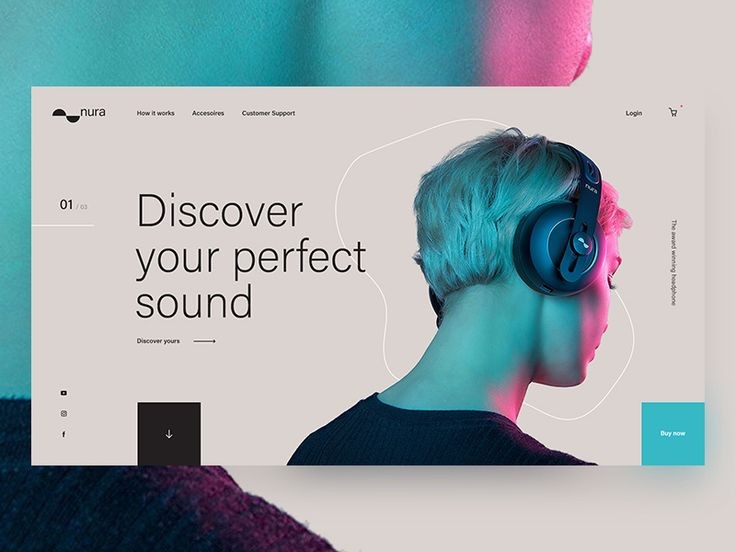 nura
How it works
Accesoires
Customer Support
Login
01 / 03
Discover
your perfect
sound
Discover yours
nura
The award winning headphone
f
Buy now